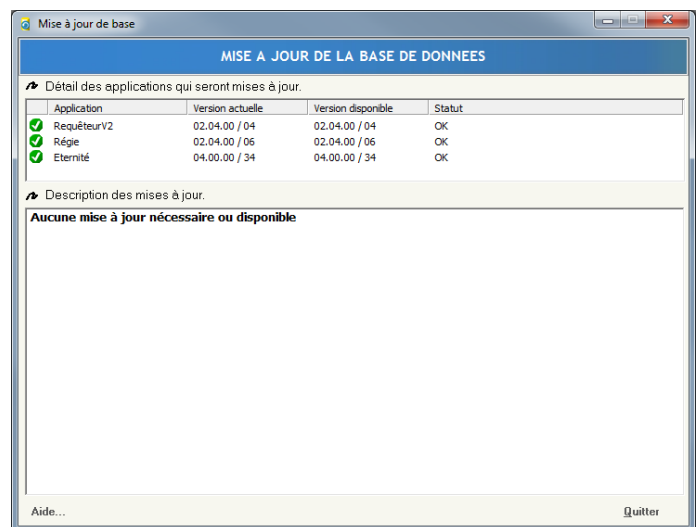 Mise à jour de base
MISE A JOUR DE LA BASE DE DONNEES
Détail des applications qui seront mises à jour.
Application Version actuelle Version disponible Statut
RequêteurV2 02.04.00 / 04 02.04.00 / 04 OK
Régie 02.04.00 / 06 02.04.00 / 06 OK
Eternité 04.00.00 / 34 04.00.00 / 34 OK
Description des mises à jour.
Aucune mise à jour nécessaire ou disponible
Aide... Quitter